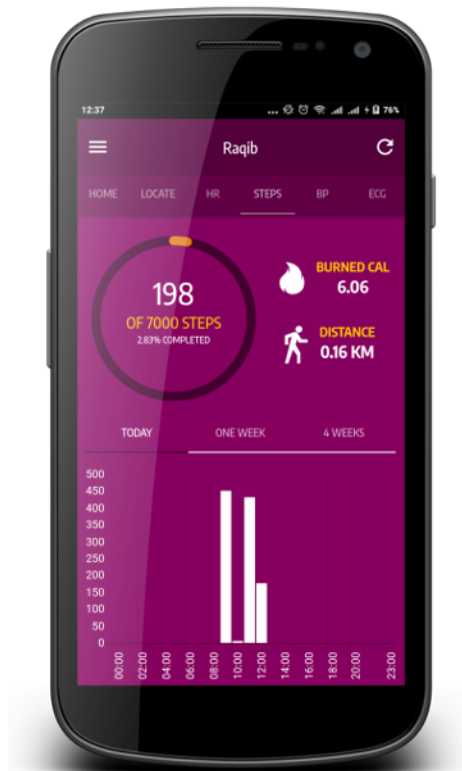 12:37 ... 76%
Raqib
HOME LOCATE HR STEPS BP ECG
198
OF 7000 STEPS
2.83% COMPLETED
BURNED CAL
6.06
DISTANCE
0.16 KM
TODAY ONE WEEK 4 WEEKS
500
450
400
350
300
250
200
150
100
50
0
00:00 02:00 04:00 06:00 08:00 10:00 12:00 14:00 16:00 18:00 20:00 23:00